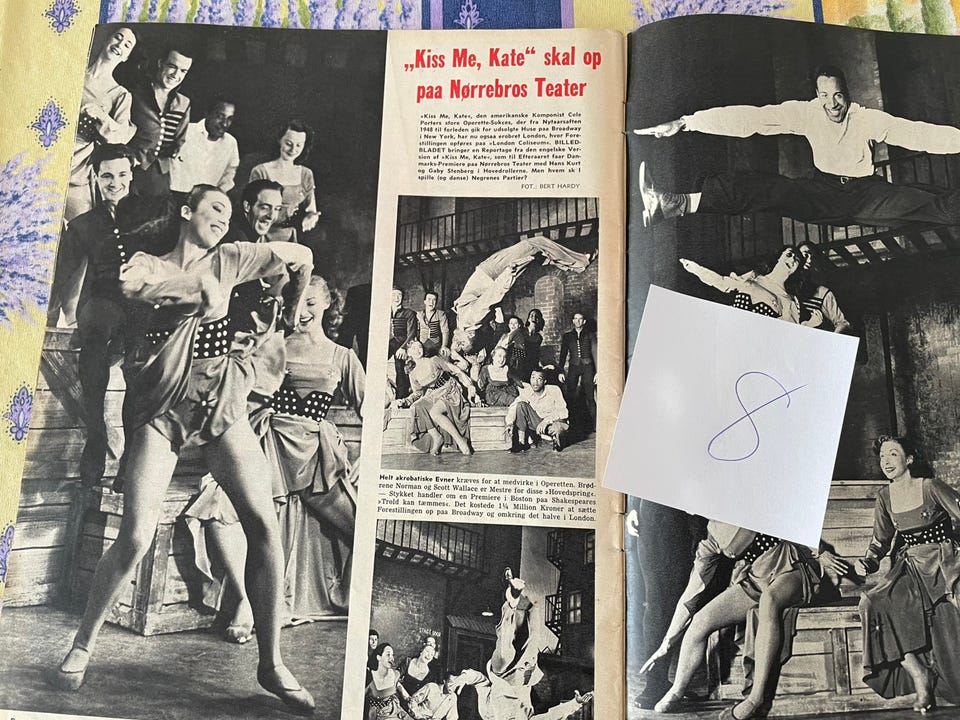 „Kiss Me, Kate“ skal op
paa Nørrebros Teater
»Kiss Me, Kate«, den amerikanske Komponist Cole
Porters store Operette-Sukces, der fra Nytaarsaften
1948 til forleden gik for udsolgte Huse paa Broadway
i New York, har nu ogsaa erobret London, hvor Fore-
stillingen opføres paa »London Coliseum«. BILLED-
BLADET bringer en Reportage fra den engelske Ver-
sion af »Kiss Me, Kate«, som til Efteraaret faar Dan-
marks-Premiere paa Nørrebros Teater med Hans Kurt
og Gaby Stenberg i Hovedrollerne. Men hvem sk l
spille (og danse) Negrenes Partier?
FOT.: BERT HARDY
Helt akrobatiske Evner kræves for at medvirke i Operetten. Brød-
rene Norman og Scott Wallace er Mestre for disse »Hovedspring«.
— Stykket handler om en Premiere i Boston paa Shakespeares
»Trold kan tæmmes«. Det kostede 1¼ Million Kroner at sætte
Forestillingen op paa Broadway og omkring det halve i London.
STAGE DOOR
8